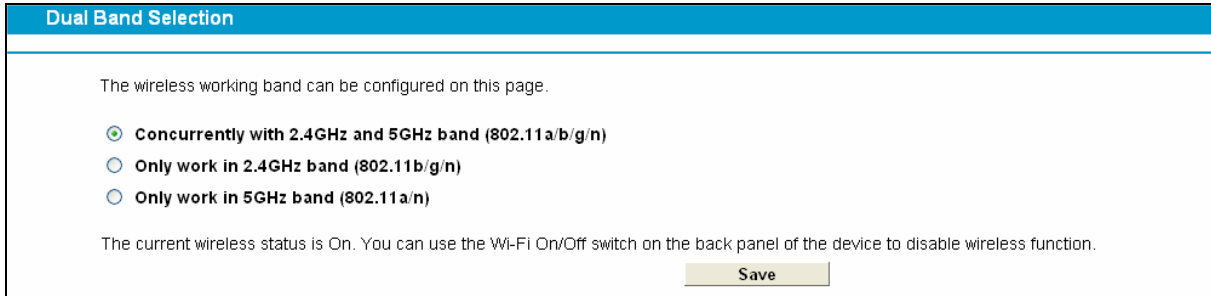 Dual Band Selection
The wireless working band can be configured on this page.
Concurrently with 2.4GHz and 5GHz band (802.11a/b/g/n)
Only work in 2.4GHz band (802.11b/g/n)
Only work in 5GHz band (802.11a/n)
The current wireless status is On. You can use the Wi-Fi On/Off switch on the back panel of the device to disable wireless function.
Save